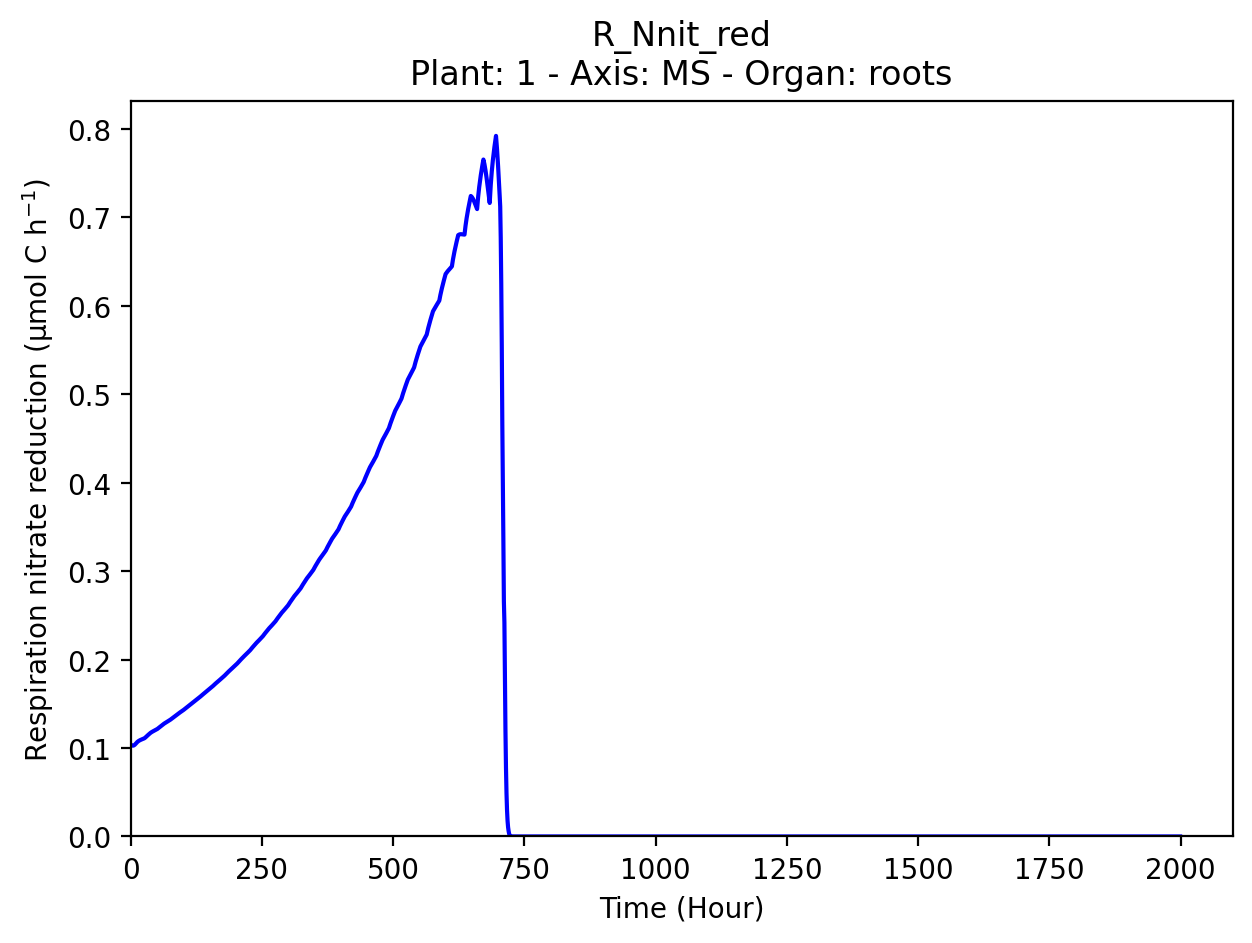 R_Nnit_red
Plant: 1 - Axis: MS - Organ: roots
Respiration nitrate reduction (µmol C h⁻¹)
0.8
0.7
0.6
0.5
0.4
0.3
0.2
0.1
0.0
0 250 500 750 1000 1250 1500 1750 2000
Time (Hour)